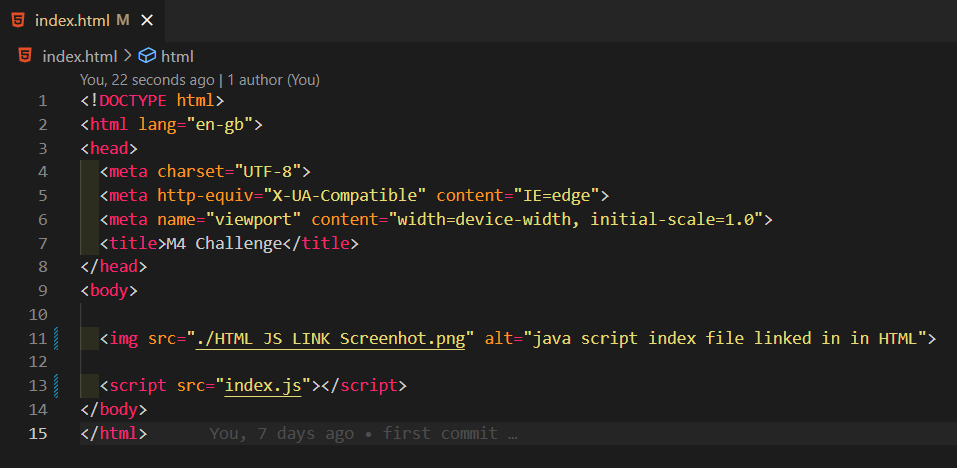 index.html M ×
index.html > html
You, 22 seconds ago | 1 author (You)
1 <!DOCTYPE html>
2 <html lang="en-gb">
3 <head>
4   <meta charset="UTF-8">
5   <meta http-equiv="X-UA-Compatible" content="IE=edge">
6   <meta name="viewport" content="width=device-width, initial-scale=1.0">
7   <title>M4 Challenge</title>
8 </head>
9 <body>
10
11   <img src="./HTML JS LINK Screenhot.png" alt="java script index file linked in in HTML">
12
13   <script src="index.js"></script>
14 </body>
15 </html> You, 7 days ago • first commit …